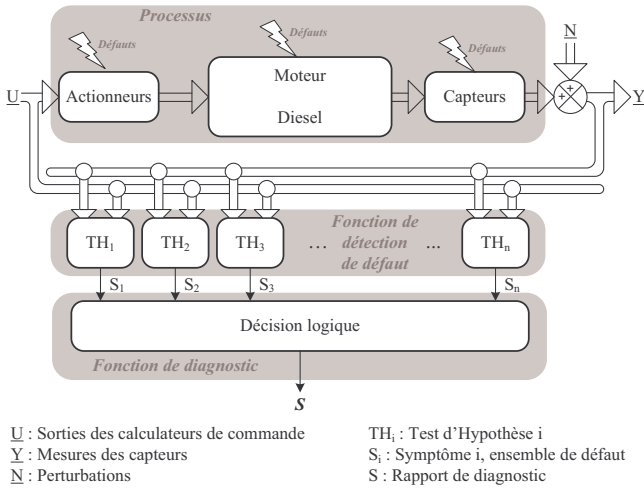 Processus
Défauts
Défauts
Défauts
N
U
Actionneurs
Moteur
Diesel
Capteurs
+
+
Y
TH1
TH2
TH3
...
Fonction de
détection
de défaut
...
THn
S1
S2
S3
Sn
Décision logique
Fonction de diagnostic
S
U : Sorties des calculateurs de commande
Y : Mesures des capteurs
N : Perturbations
THi : Test d'Hypothèse i
Si : Symptôme i, ensemble de défaut
S : Rapport de diagnostic